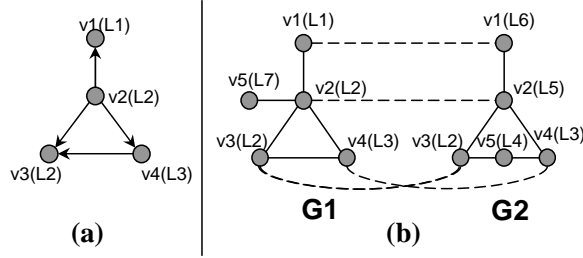 v1(L1)
v2(L2)
v3(L2)
v4(L3)
(a)
v1(L1)
v5(L7)
v2(L2)
v3(L2)
v4(L3)
G1
v1(L6)
v2(L5)
v3(L2)
v5(L4)
v4(L3)
G2
(b)